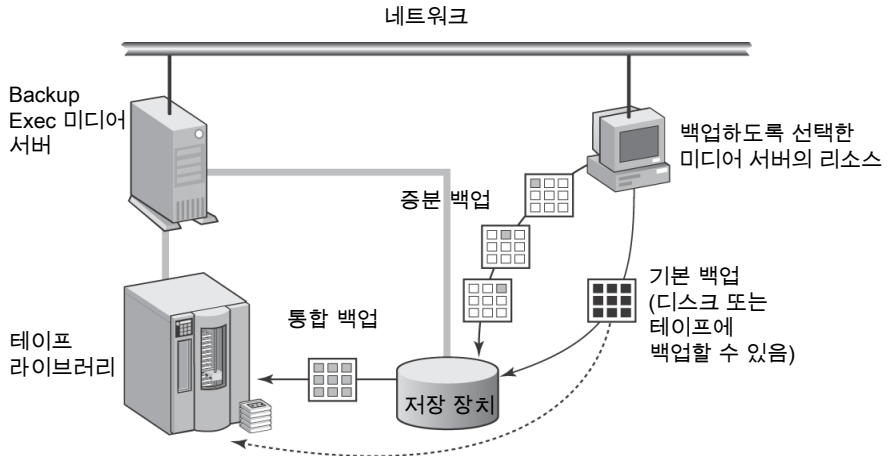 네트워크
Backup
Exec 미디어
서버
백업하도록 선택한
미디어 서버의 리소스
증분 백업
기본 백업
(디스크 또는
테이프에
백업할 수 있음)
통합 백업
테이프
라이브러리
저장 장치